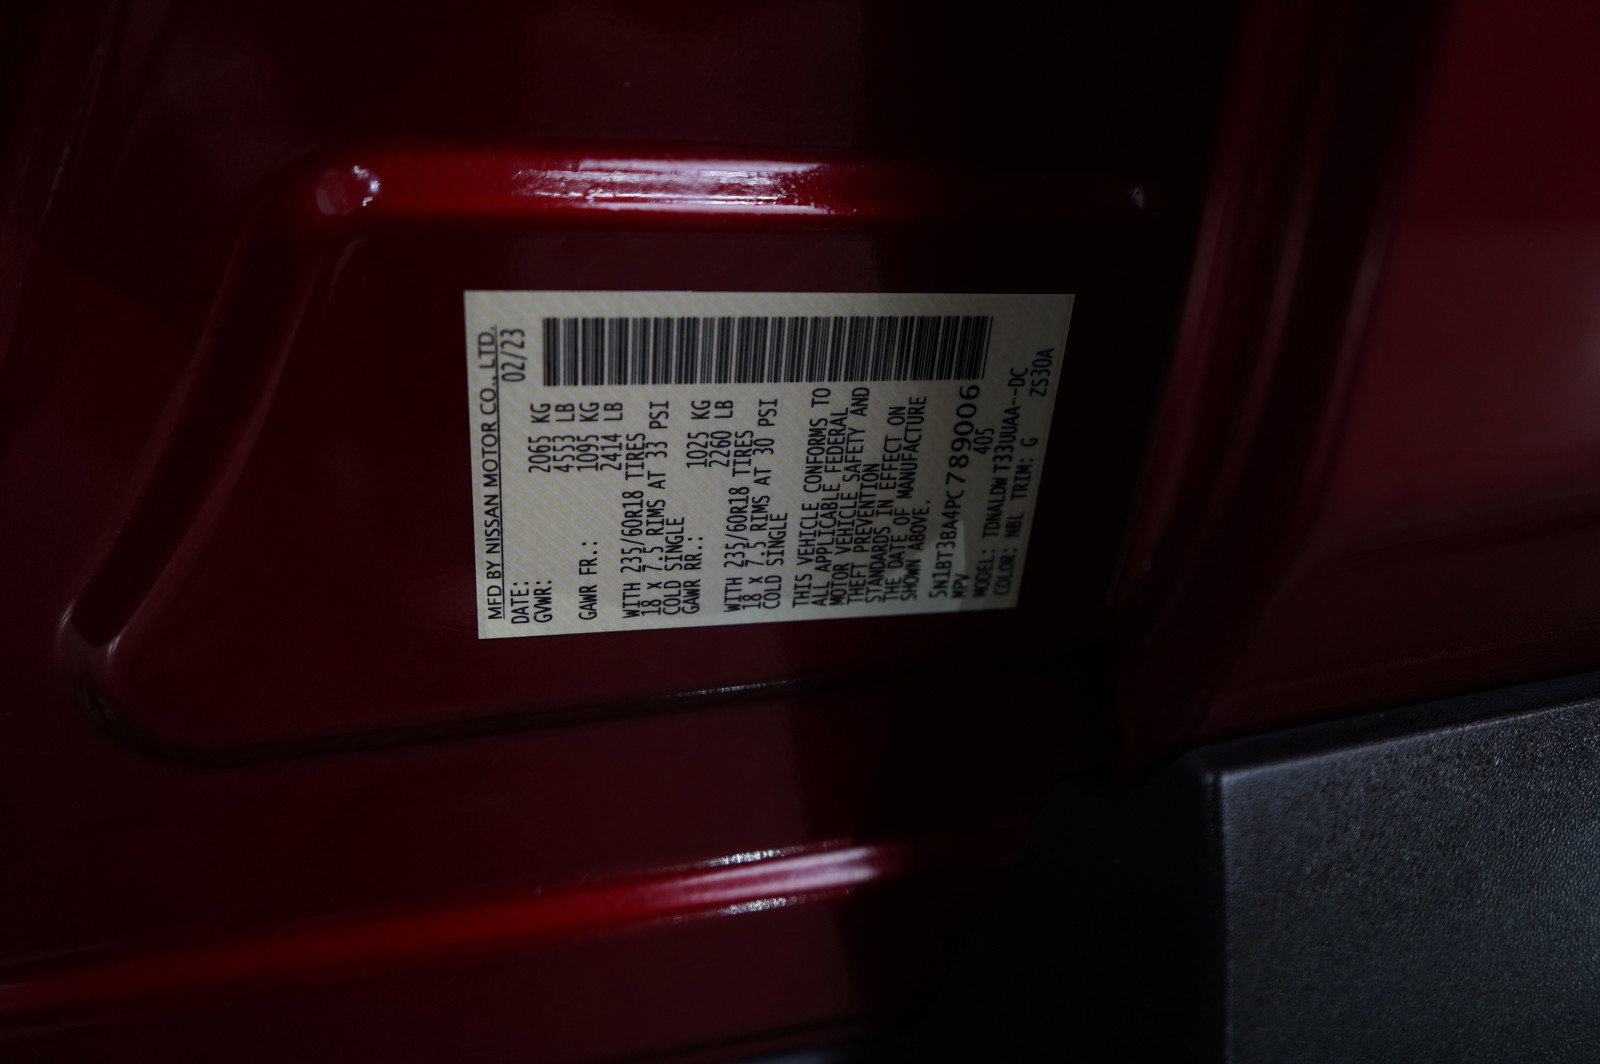 MFD BY NISSAN MOTOR CO., LTD.
DATE: 02/23
GVWR: 2065 KG
4553 LB
GAWR FR.: 1095 KG
2414 LB
WITH 235/60R18 TIRES
18 X 7.5 RIMS AT 33 PSI
COLD SINGLE
GAWR RR.: 1025 KG
2260 LB
WITH 235/60R18 TIRES
18 X 7.5 RIMS AT 30 PSI
COLD SINGLE
THIS VEHICLE CONFORMS TO
ALL APPLICABLE FEDERAL
MOTOR VEHICLE SAFETY AND
THEFT PREVENTION
STANDARDS IN EFFECT ON
THE DATE OF MANUFACTURE
SHOWN ABOVE.
5N1BT3BA4PC789006
MPV 405
MODEL: TDNALDW T33UUAA--DC
COLOR: NBL TRIM: G ZS30A